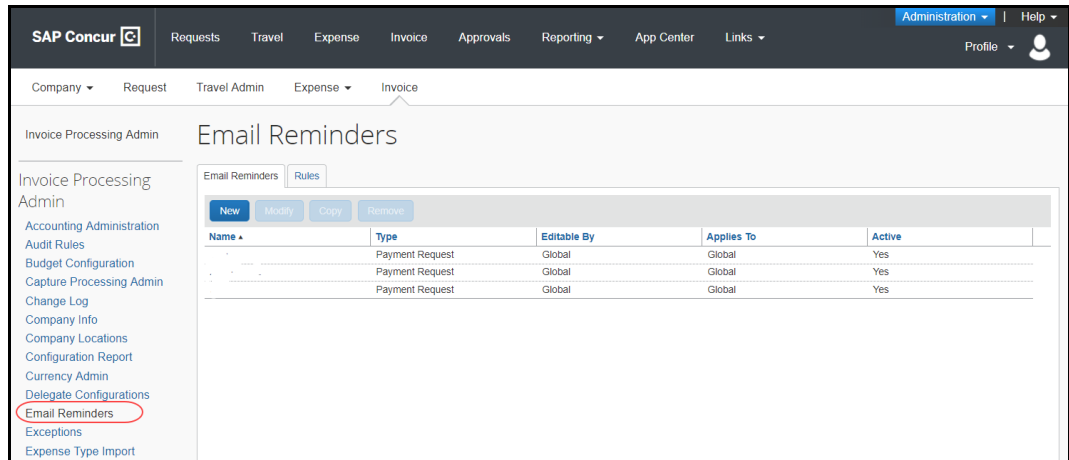 Administration | Help
SAP Concur C Requests Travel Expense Invoice Approvals Reporting App Center Links
Profile
Company Request Travel Admin Expense Invoice
Invoice Processing Admin
Email Reminders
Email Reminders Rules
Invoice Processing
Admin
New Modify Copy Remove
Name Type Editable By Applies To Active
Payment Request Global Global Yes
Payment Request Global Global Yes
Payment Request Global Global Yes
Accounting Administration
Audit Rules
Budget Configuration
Capture Processing Admin
Change Log
Company Info
Company Locations
Configuration Report
Currency Admin
Delegate Configurations
Email Reminders
Exceptions
Expense Type Import